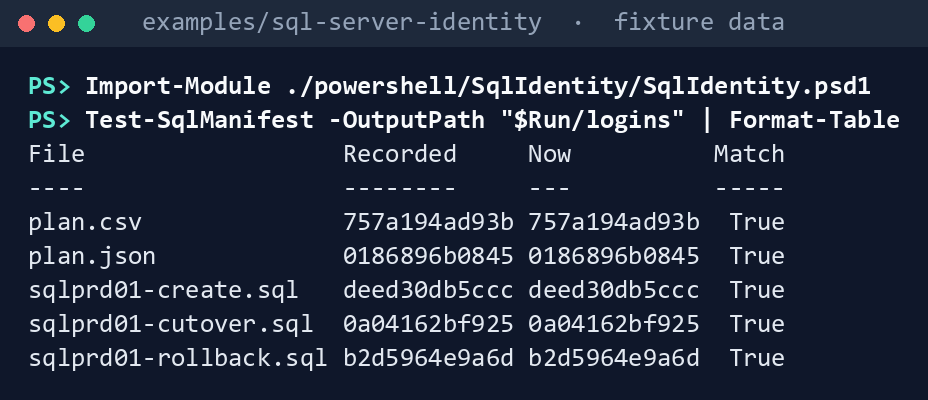 examples/sql-server-identity · fixture data
PS> Import-Module ./powershell/SqlIdentity/SqlIdentity.psd1
PS> Test-SqlManifest -OutputPath "$Run/logins" | Format-Table
File Recorded Now Match
---- -------- --- -----
plan.csv 757a194ad93b 757a194ad93b True
plan.json 0186896b0845 0186896b0845 True
sqlprd01-create.sql deed30db5ccc deed30db5ccc True
sqlprd01-cutover.sql 0a04162bf925 0a04162bf925 True
sqlprd01-rollback.sql b2d5964e9a6d b2d5964e9a6d True